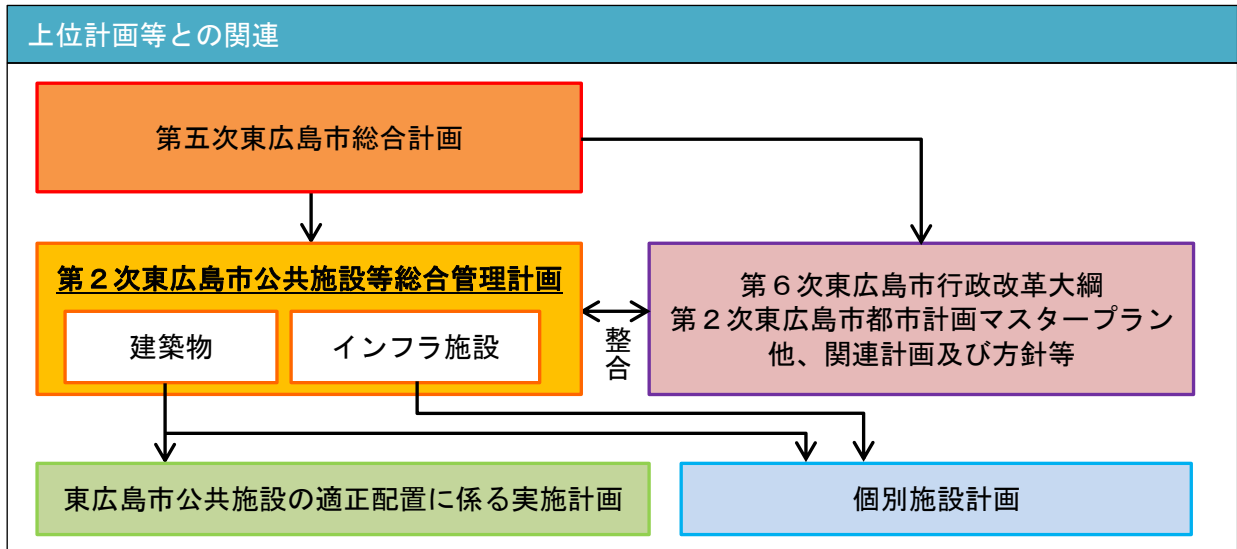 上位計画等との関連
第五次東広島市総合計画
第２次東広島市公共施設等総合管理計画
建築物
インフラ施設
整合
第６次東広島市行政改革大綱
第２次東広島市都市計画マスタープラン
他、関連計画及び方針等
東広島市公共施設の適正配置に係る実施計画
個別施設計画